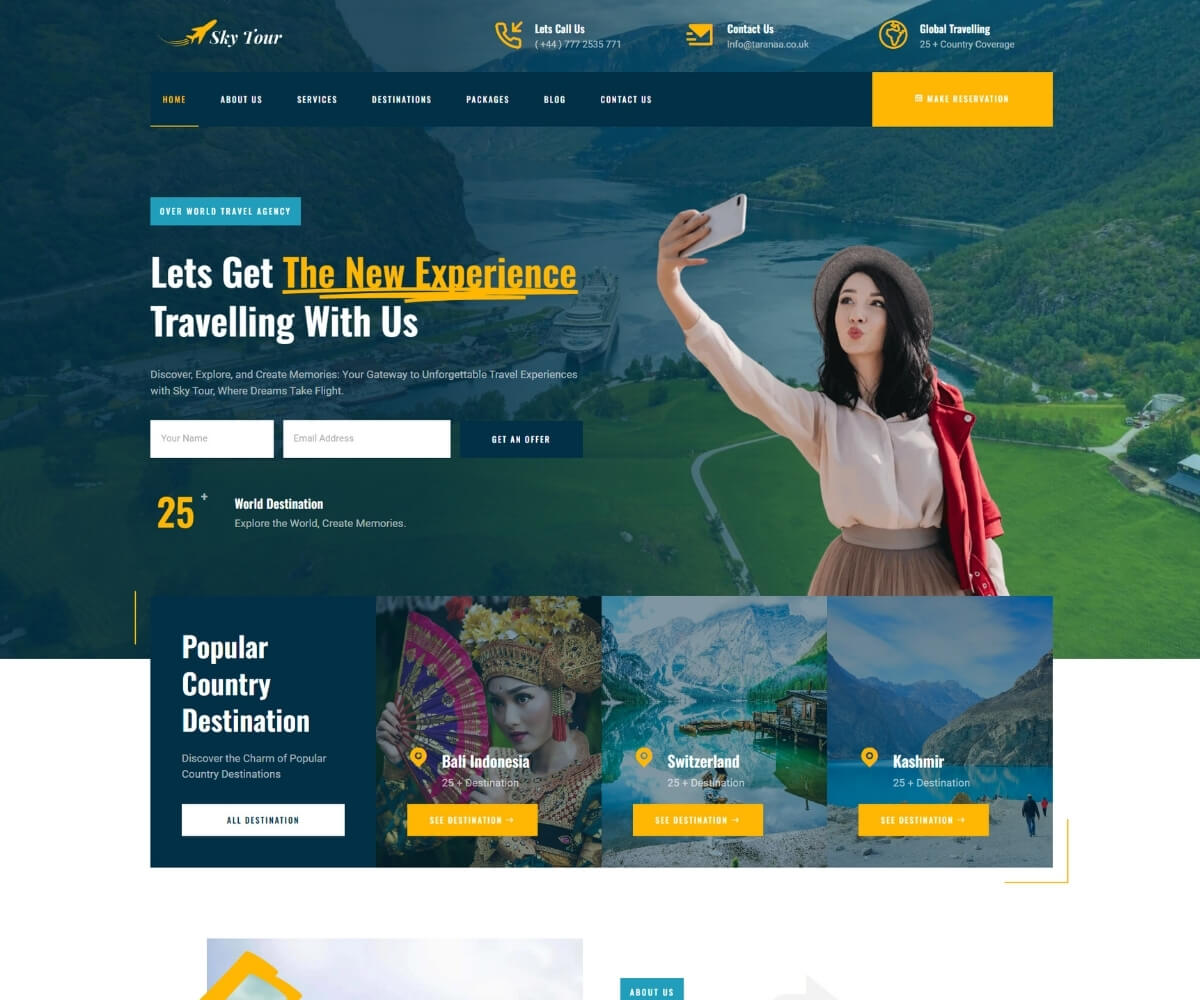 Sky Tour
Lets Call Us
( +44 ) 777 2535 771
Contact Us
info@taranaa.co.uk
Global Travelling
25 + Country Coverage
HOME
ABOUT US
SERVICES
DESTINATIONS
PACKAGES
BLOG
CONTACT US
MAKE RESERVATION
OVER WORLD TRAVEL AGENCY
Lets Get The New Experience
Travelling With Us
Discover, Explore, and Create Memories: Your Gateway to Unforgettable Travel Experiences
with Sky Tour, Where Dreams Take Flight.
Your Name
Email Address
GET AN OFFER
25 +
World Destination
Explore the World, Create Memories.
Popular
Country
Destination
Discover the Charm of Popular
Country Destinations
ALL DESTINATION
Bali Indonesia
25 + Destination
SEE DESTINATION →
Switzerland
25 + Destination
SEE DESTINATION →
Kashmir
25 + Destination
SEE DESTINATION →
ABOUT US